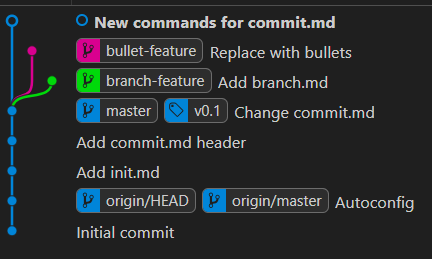 New commands for commit.md
bullet-feature Replace with bullets
branch-feature Add branch.md
master v0.1 Change commit.md
Add commit.md header
Add init.md
origin/HEAD origin/master Autoconfig
Initial commit